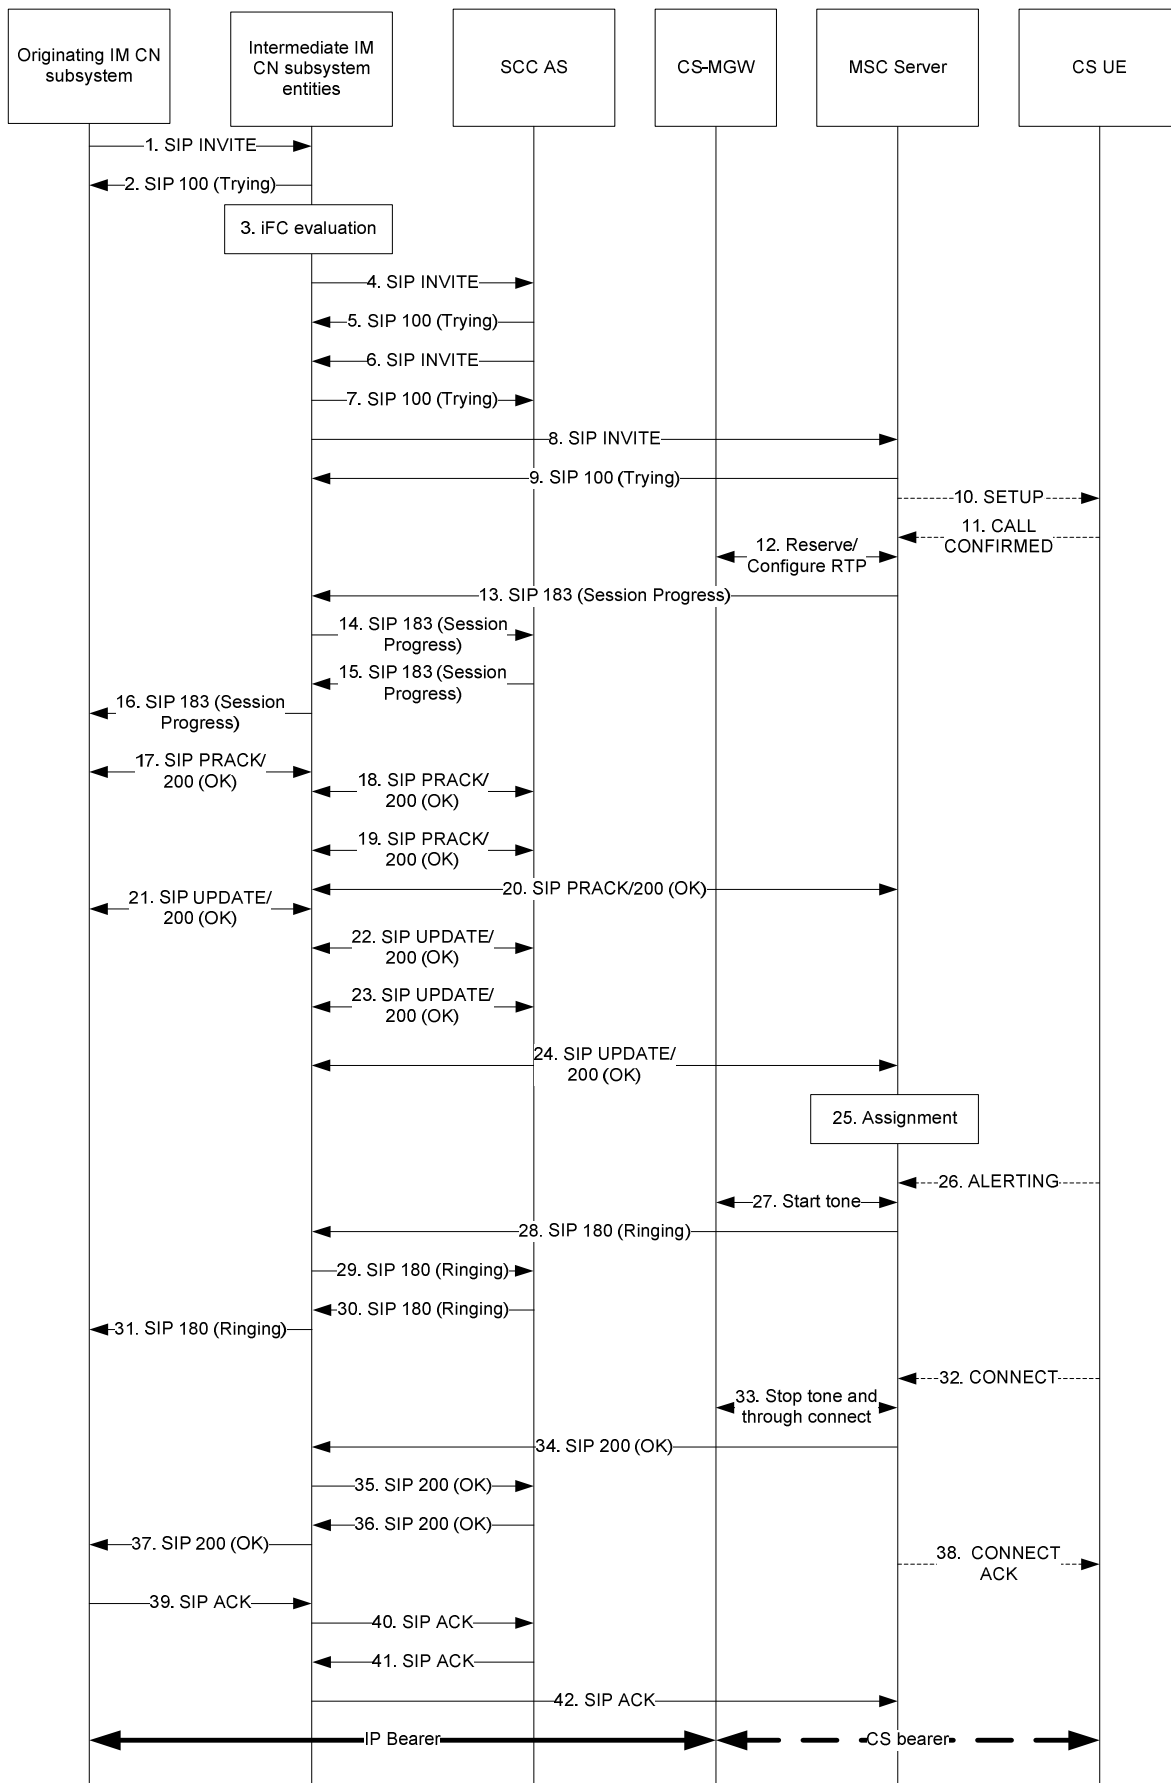 Originating IM CN
subsystem
Intermediate IM
CN subsystem
entities
SCC AS
CS-MGW
MSC Server
CS UE
1. SIP INVITE
2. SIP 100 (Trying)
3. iFC evaluation
4. SIP INVITE
5. SIP 100 (Trying)
6. SIP INVITE
7. SIP 100 (Trying)
8. SIP INVITE
9. SIP 100 (Trying)
10. SETUP
11. CALL
CONFIRMED
12. Reserve/
Configure RTP
13. SIP 183 (Session Progress)
14. SIP 183 (Session
Progress)
15. SIP 183 (Session
Progress)
16. SIP 183 (Session
Progress)
17. SIP PRACK/
200 (OK)
18. SIP PRACK/
200 (OK)
19. SIP PRACK/
200 (OK)
20. SIP PRACK/200 (OK)
21. SIP UPDATE/
200 (OK)
22. SIP UPDATE/
200 (OK)
23. SIP UPDATE/
200 (OK)
24. SIP UPDATE/
200 (OK)
25. Assignment
26. ALERTING
27. Start tone
28. SIP 180 (Ringing)
29. SIP 180 (Ringing)
30. SIP 180 (Ringing)
31. SIP 180 (Ringing)
32. CONNECT
33. Stop tone and
through connect
34. SIP 200 (OK)
35. SIP 200 (OK)
36. SIP 200 (OK)
37. SIP 200 (OK)
38. CONNECT
ACK
39. SIP ACK
40. SIP ACK
41. SIP ACK
42. SIP ACK
IP Bearer
CS bearer